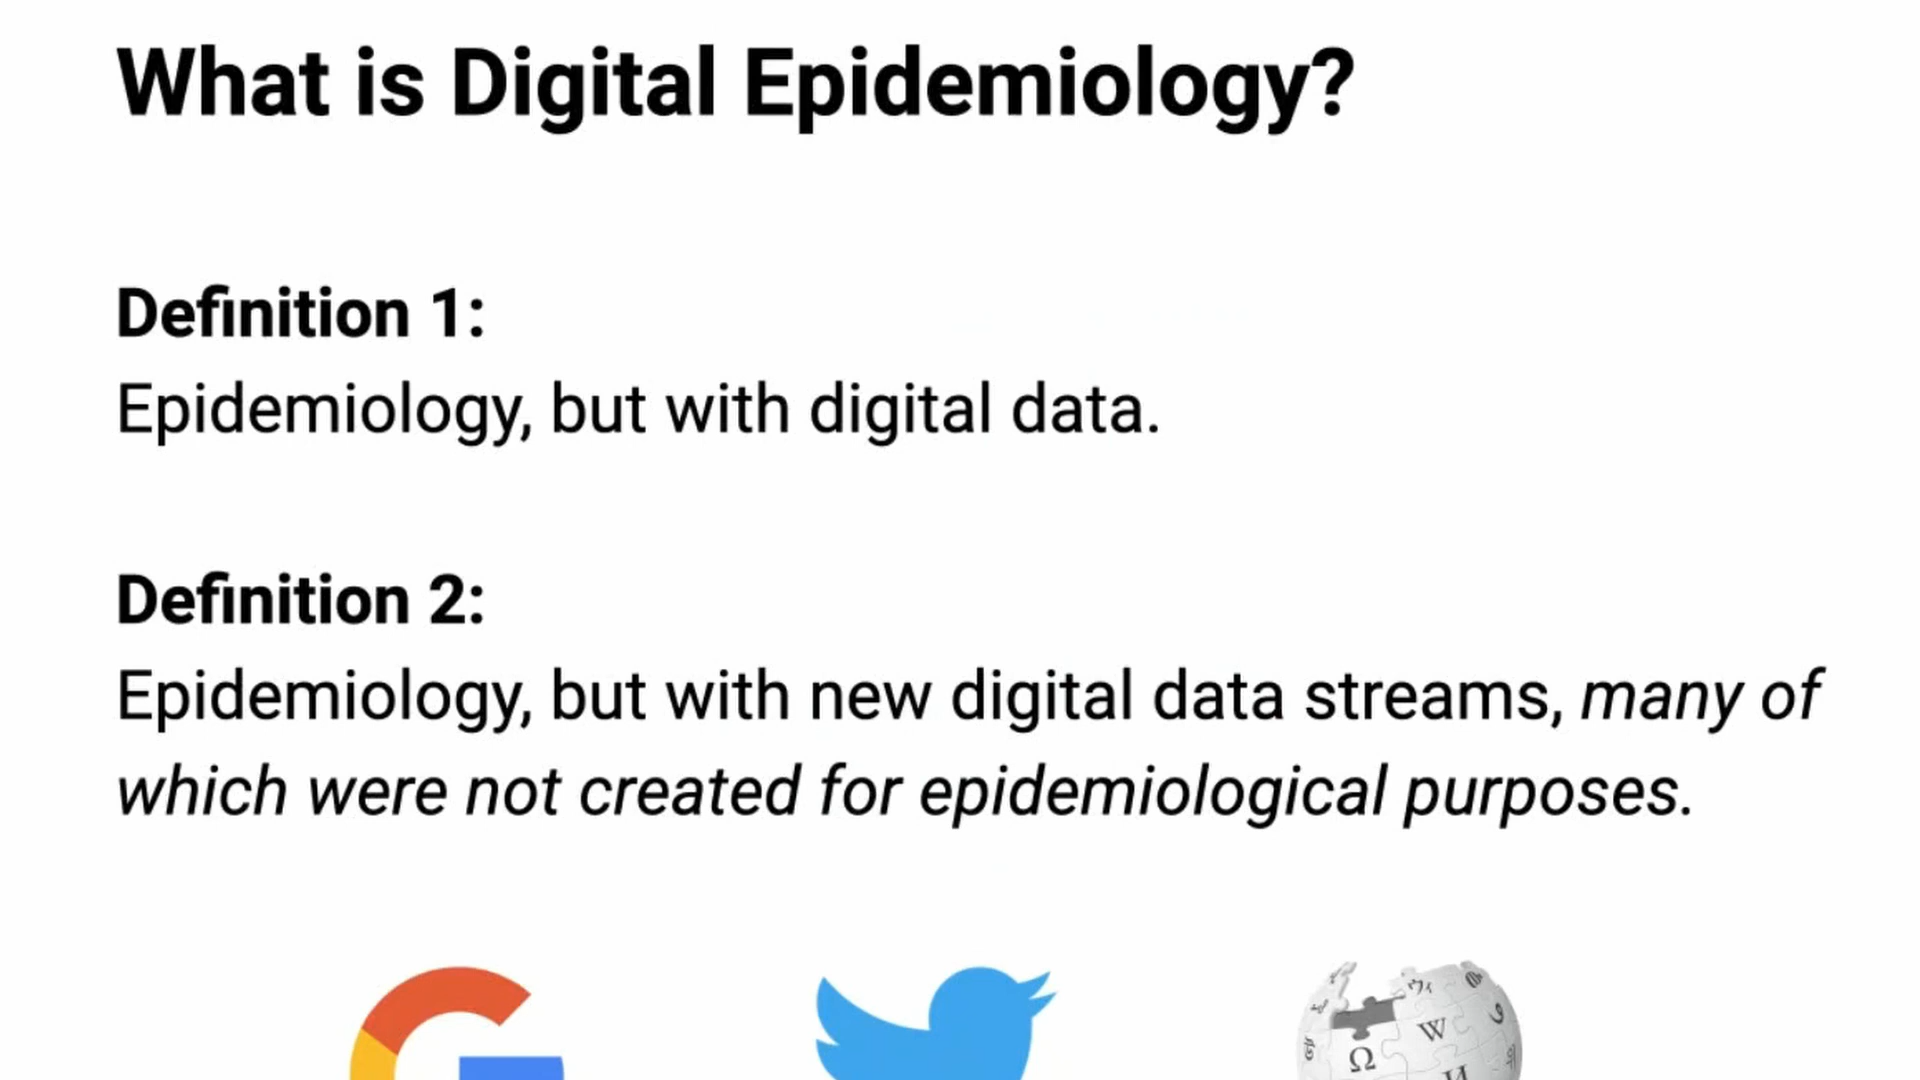 What is Digital Epidemiology?
Definition 1:
Epidemiology, but with digital data.
Definition 2:
Epidemiology, but with new digital data streams, many of
which were not created for epidemiological purposes.
W
Ω
И